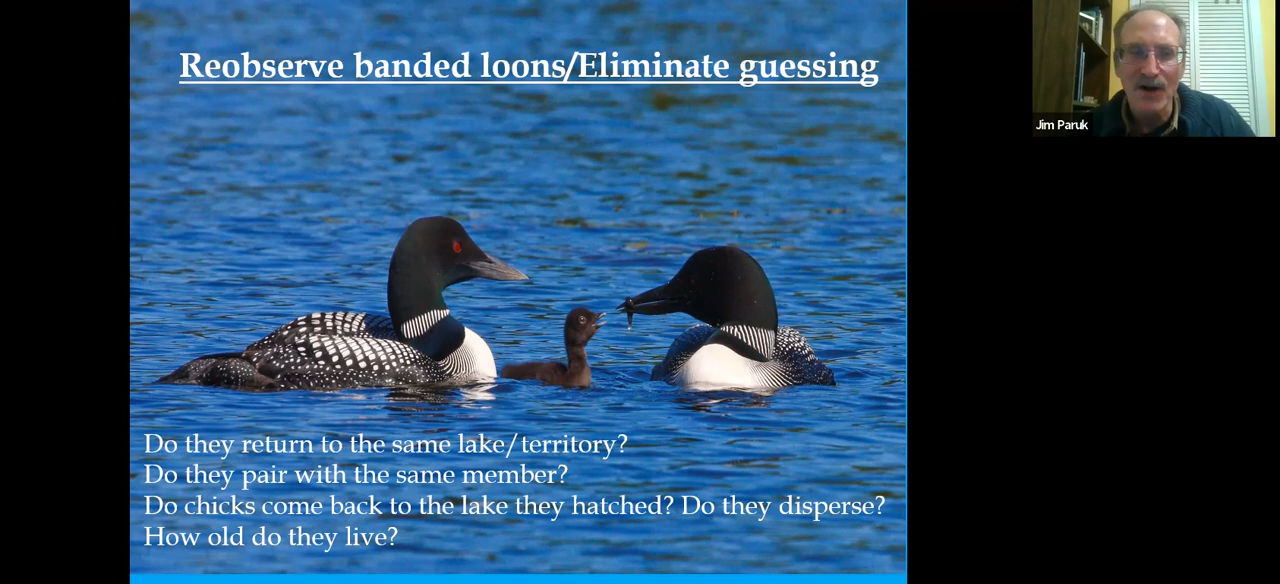 Reobserve banded loons/Eliminate guessing
Jim Paruk
Do they return to the same lake/territory?
Do they pair with the same member?
Do chicks come back to the lake they hatched? Do they disperse?
How old do they live?